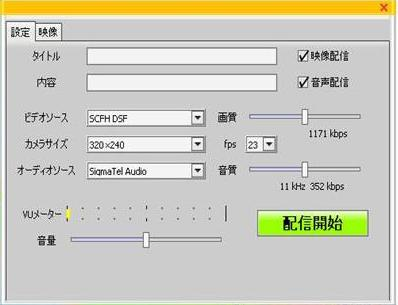 設定 映像
タイトル 映像配信
内容 音声配信
ビデオソース SCFH DSF 画質
1171 kbps
カメラサイズ 320×240 fps 23
オーディオソース SigmaTel Audio 音質
11 kHz 352 kbps
VUメーター
配信開始
音量